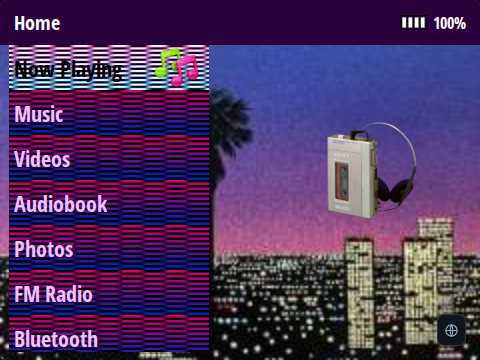 Home
100%
Now Playing
Music
Videos
Audiobook
Photos
FM Radio
Bluetooth